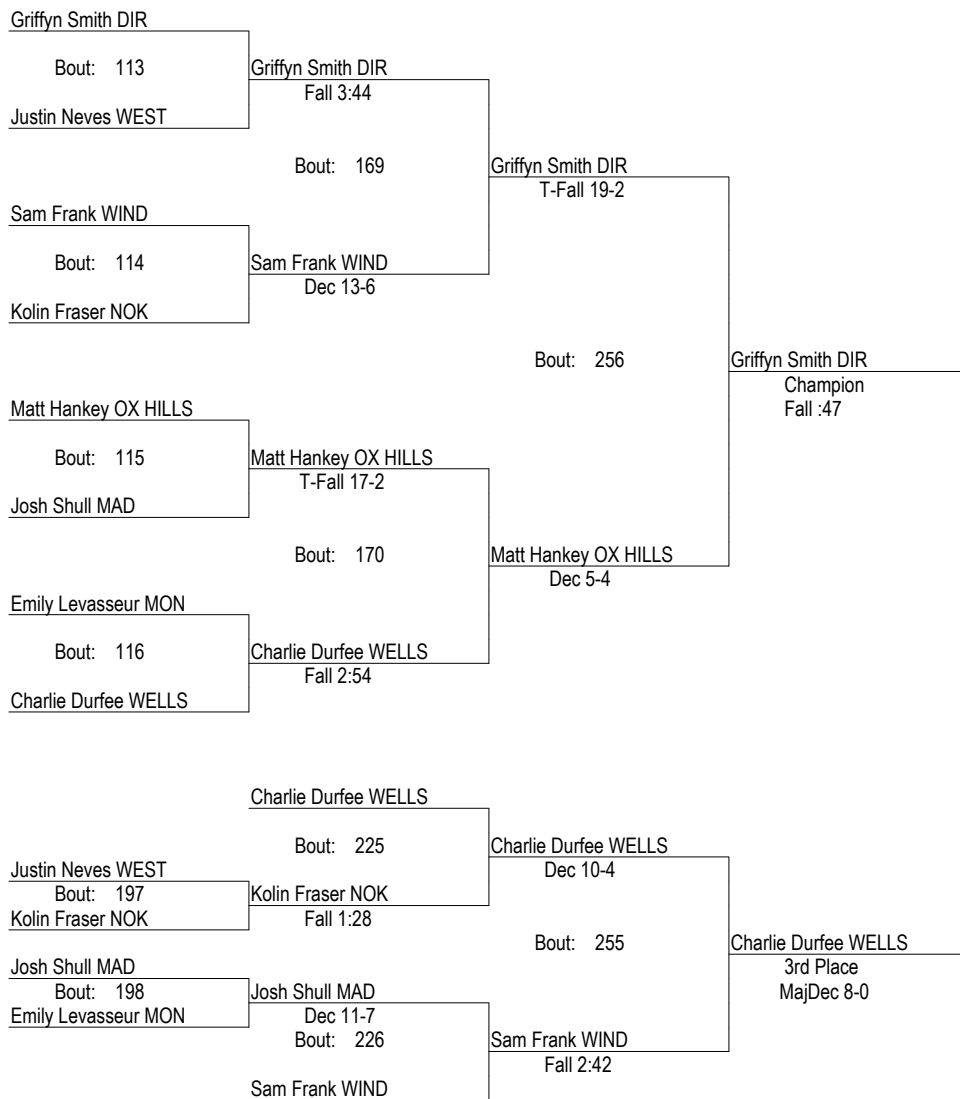 Griffyn Smith DIR
Bout: 113
Griffyn Smith DIR
Fall 3:44
Justin Neves WEST
Bout: 169
Griffyn Smith DIR
T-Fall 19-2
Sam Frank WIND
Bout: 114
Sam Frank WIND
Dec 13-6
Kolin Fraser NOK
Bout: 256
Griffyn Smith DIR
Champion
Fall :47
Matt Hankey OX HILLS
Bout: 115
Matt Hankey OX HILLS
T-Fall 17-2
Josh Shull MAD
Bout: 170
Matt Hankey OX HILLS
Dec 5-4
Emily Levasseur MON
Bout: 116
Charlie Durfee WELLS
Fall 2:54
Charlie Durfee WELLS
Charlie Durfee WELLS
Bout: 225
Charlie Durfee WELLS
Dec 10-4
Justin Neves WEST
Bout: 197
Kolin Fraser NOK
Fall 1:28
Kolin Fraser NOK
Bout: 255
Charlie Durfee WELLS
3rd Place
MajDec 8-0
Josh Shull MAD
Bout: 198
Josh Shull MAD
Dec 11-7
Emily Levasseur MON
Bout: 226
Sam Frank WIND
Fall 2:42
Sam Frank WIND